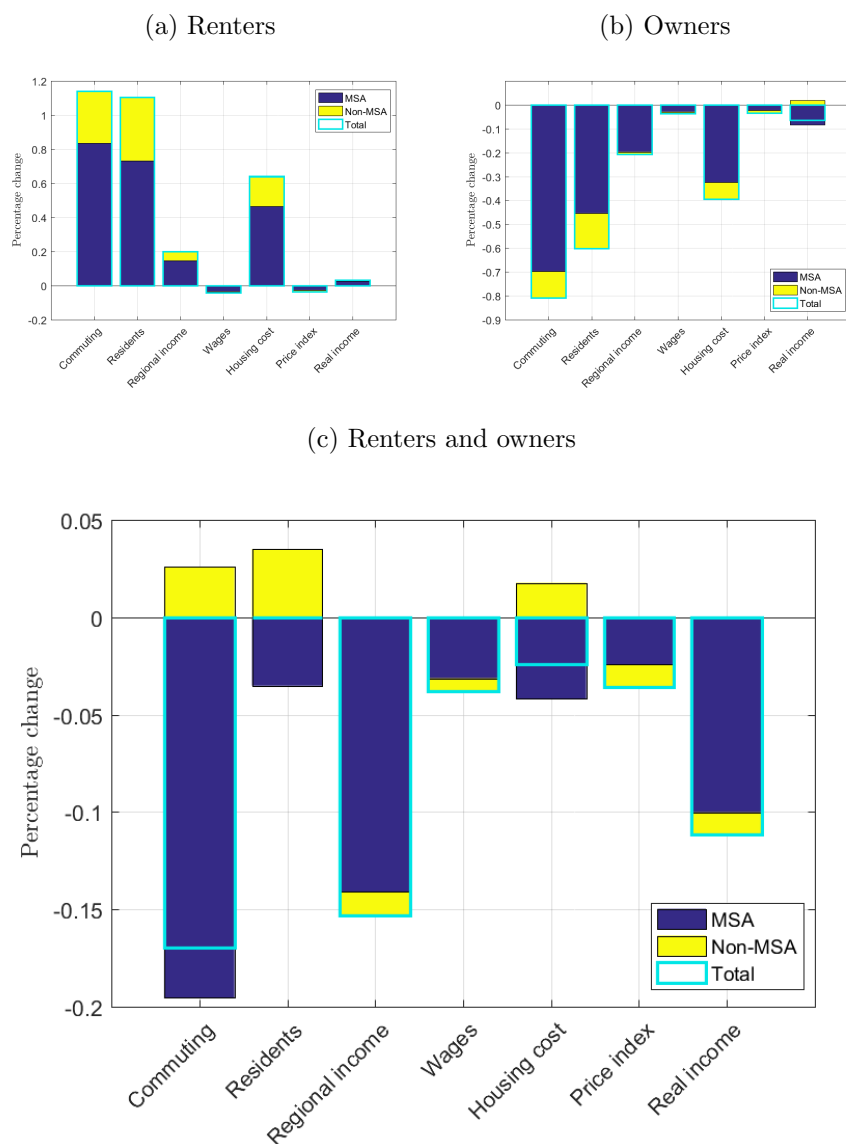 (a) Renters
Percentage change
1.2
1
0.8
0.6
0.4
0.2
0
-0.2
MSA
Non-MSA
Total
Commuting
Residents
Regional income
Wages
Housing cost
Price index
Real income
(b) Owners
Percentage change
0
-0.1
-0.2
-0.3
-0.4
-0.5
-0.6
-0.7
-0.8
-0.9
MSA
Non-MSA
Total
Commuting
Residents
Regional income
Wages
Housing cost
Price index
Real income
(c) Renters and owners
Percentage change
0.05
0
-0.05
-0.1
-0.15
-0.2
MSA
Non-MSA
Total
Commuting
Residents
Regional income
Wages
Housing cost
Price index
Real income